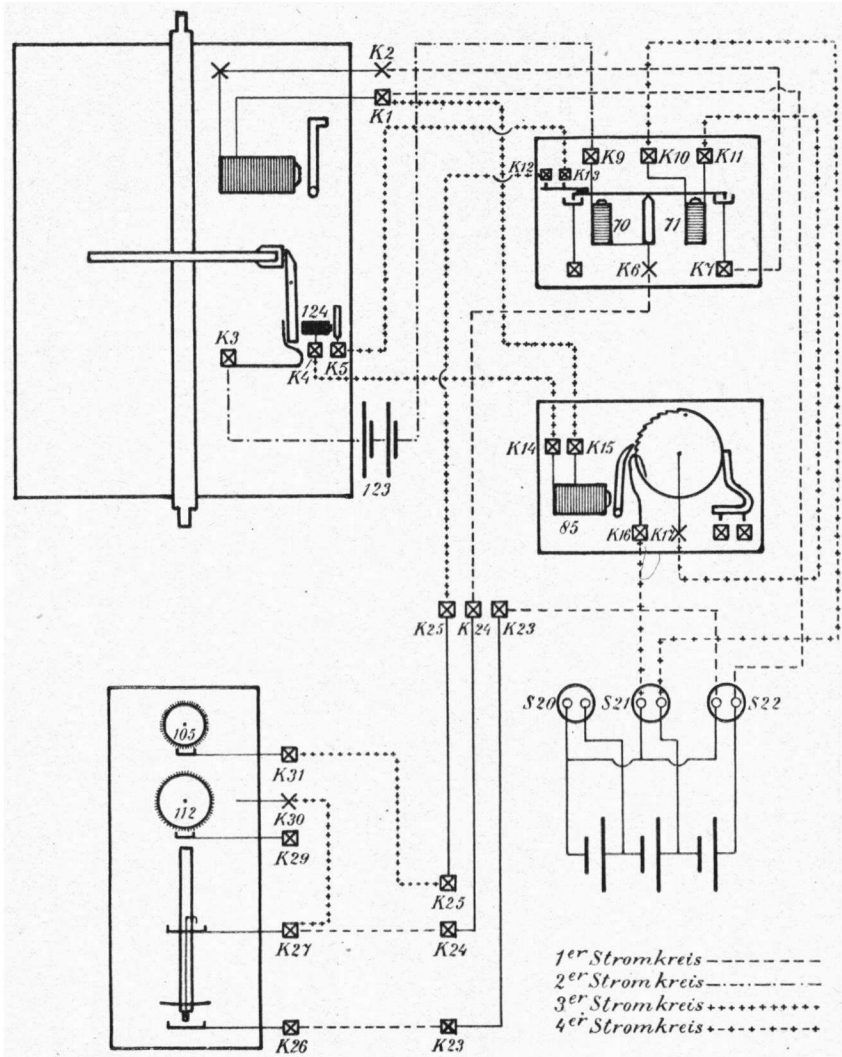 K2
K1
K9 K10 K11
K12 K13
70 71
K6 K7
124
K3
K4 K5
123
K14 K15
85
K16 K17
K25 K24 K23
S20 S21 S22
105
K31
112
K30
K29
K25
K27 K24
K26 K23
1er Stromkreis
2er Stromkreis
3er Stromkreis
4er Stromkreis